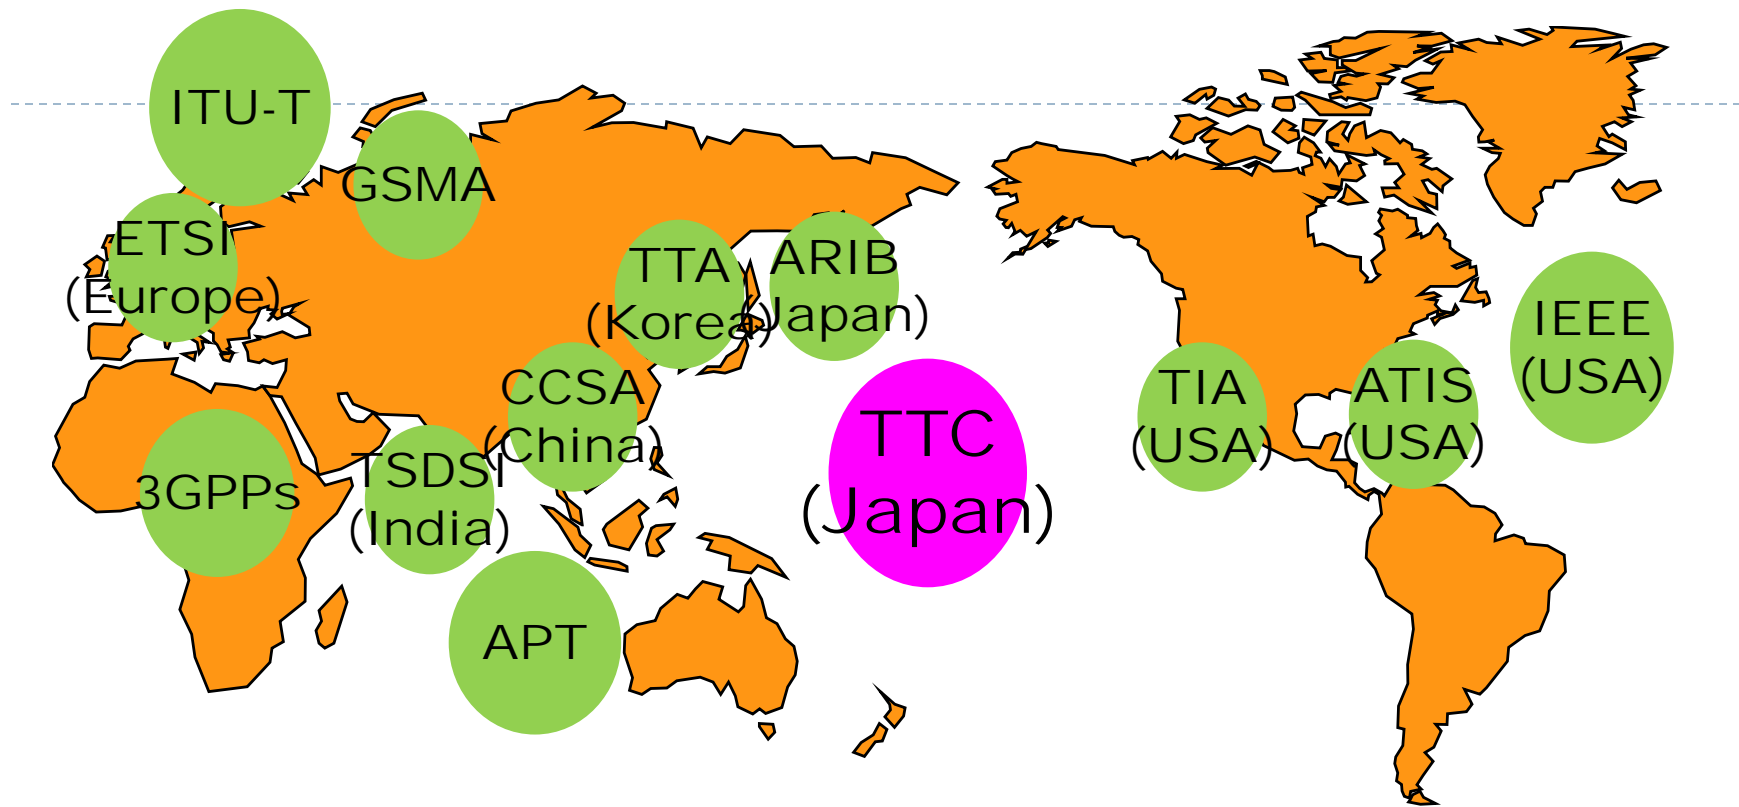 ITU-T
GSMA
ETSI
(Europe)
TTA
(Korea)
ARIB
(Japan)
IEEE
(USA)
CCSA
(China)
TIA
(USA)
ATIS
(USA)
TTC
(Japan)
3GPPs
TSDSI
(India)
APT